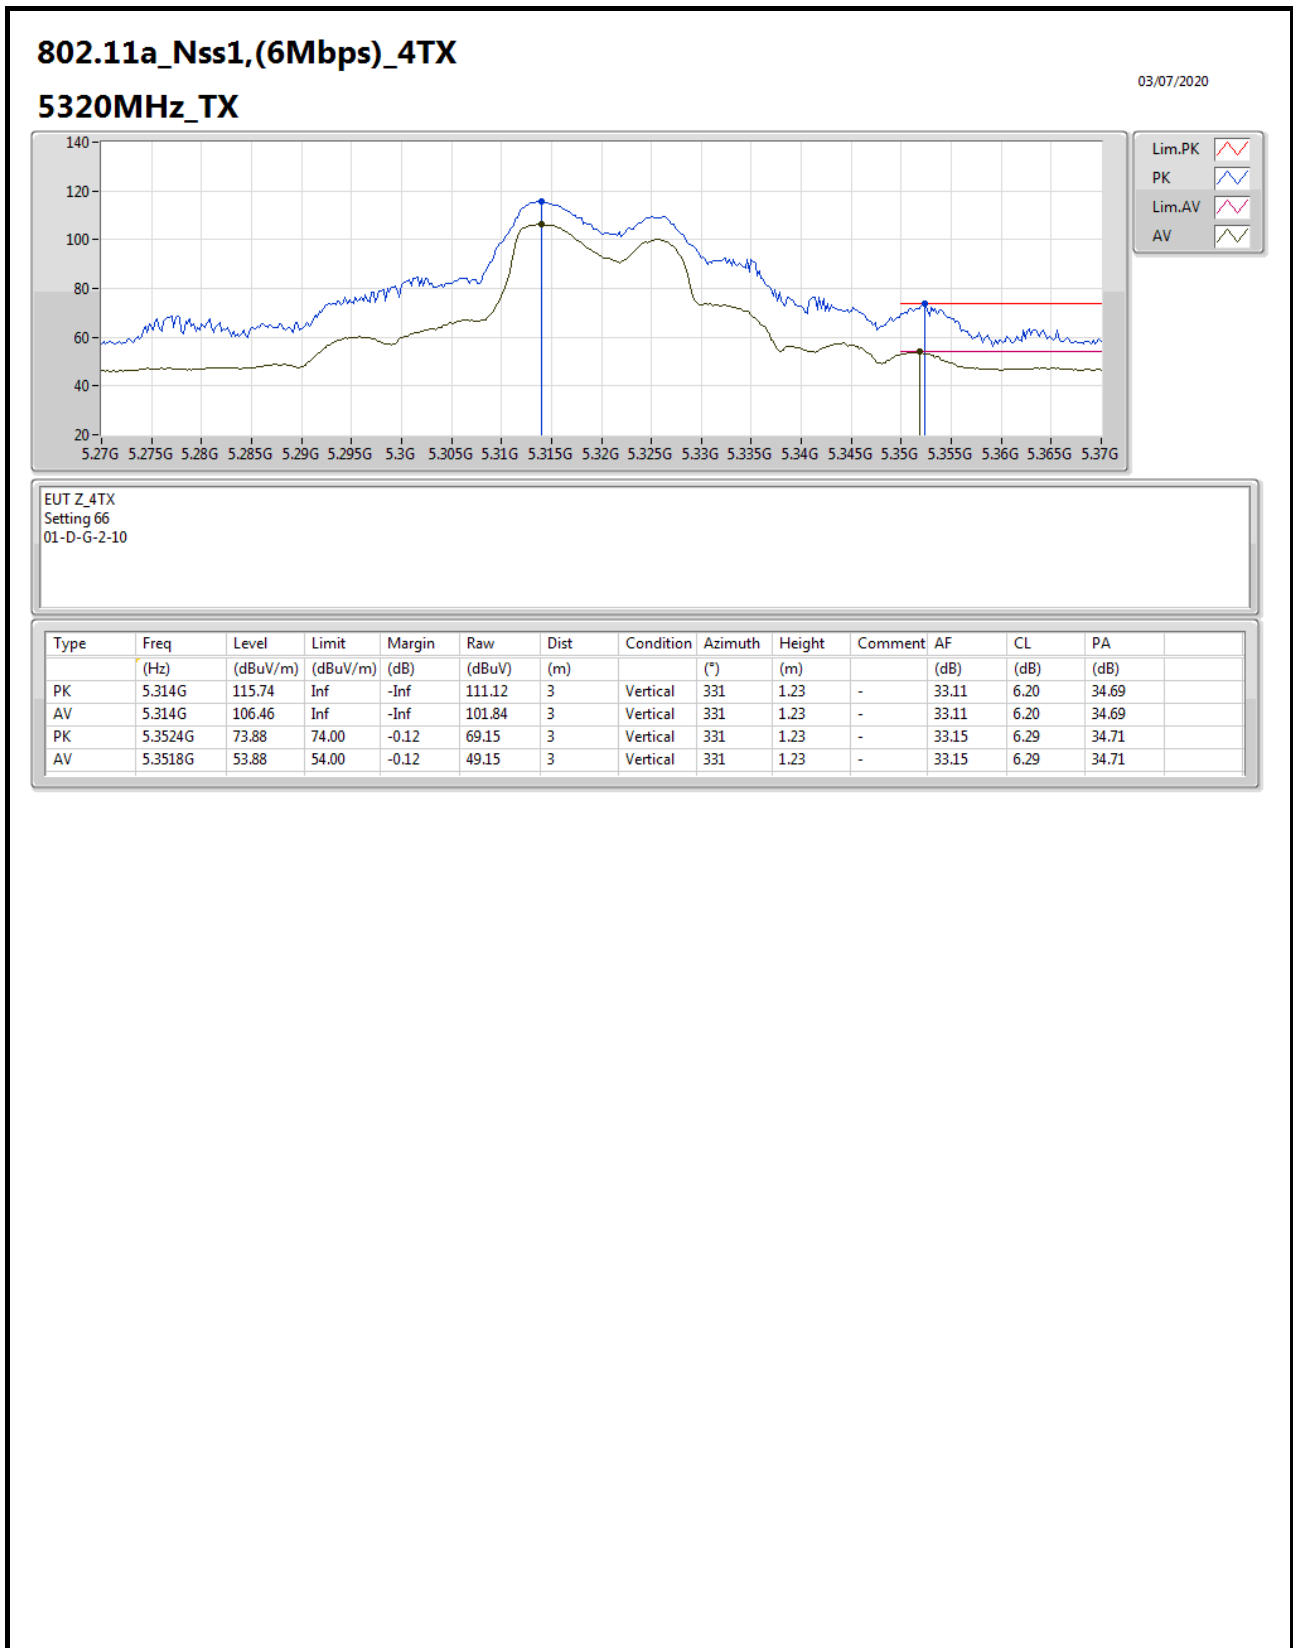 802.11a_Nss1,(6Mbps)_4TX
03/07/2020
5320MHz_TX
140
120
100
80
60
40
20
5.27G 5.275G 5.28G 5.285G 5.29G 5.295G 5.3G 5.305G 5.31G 5.315G 5.32G 5.325G 5.33G 5.335G 5.34G 5.345G 5.35G 5.355G 5.36G 5.365G 5.37G
Lim.PK
PK
Lim.AV
AV
EUT Z_4TX
Setting 66
01-D-G-2-10
Type Freq Level Limit Margin Raw Dist Condition Azimuth Height Comment AF CL PA
(Hz) (dBuV/m) (dBuV/m) (dB) (dBuV) (m) (°) (m) (dB) (dB) (dB)
PK 5.314G 115.74 Inf -Inf 111.12 3 Vertical 331 1.23 - 33.11 6.20 34.69
AV 5.314G 106.46 Inf -Inf 101.84 3 Vertical 331 1.23 - 33.11 6.20 34.69
PK 5.3524G 73.88 74.00 -0.12 69.15 3 Vertical 331 1.23 - 33.15 6.29 34.71
AV 5.3518G 53.88 54.00 -0.12 49.15 3 Vertical 331 1.23 - 33.15 6.29 34.71